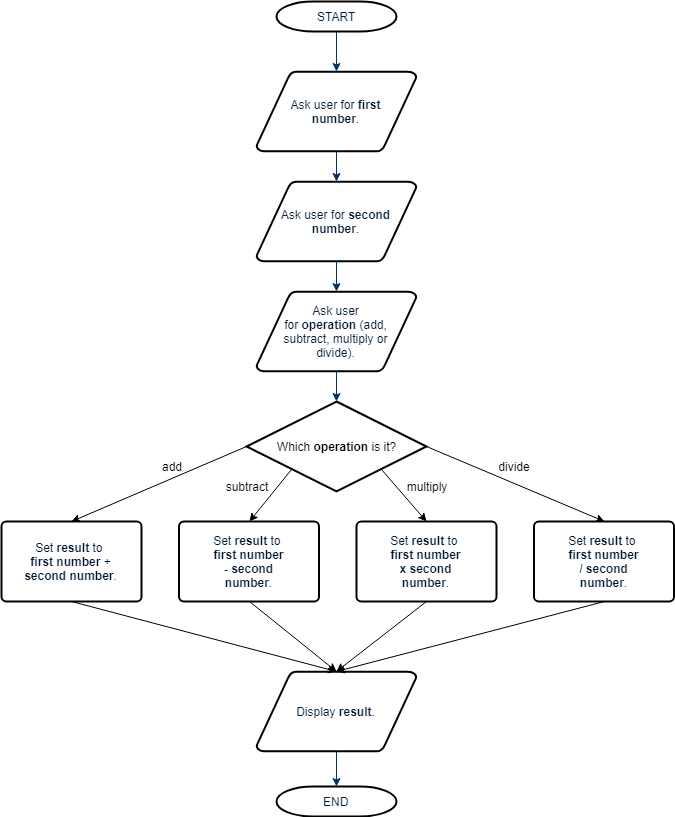 START
Ask user for first
number.
Ask user for second
number.
Ask user
for operation (add,
subtract, multiply or
divide).
Which operation is it?
add
subtract
multiply
divide
Set result to
first number +
second number.
Set result to
first number
- second
number.
Set result to
first number
x second
number.
Set result to
first number
/ second
number.
Display result.
END